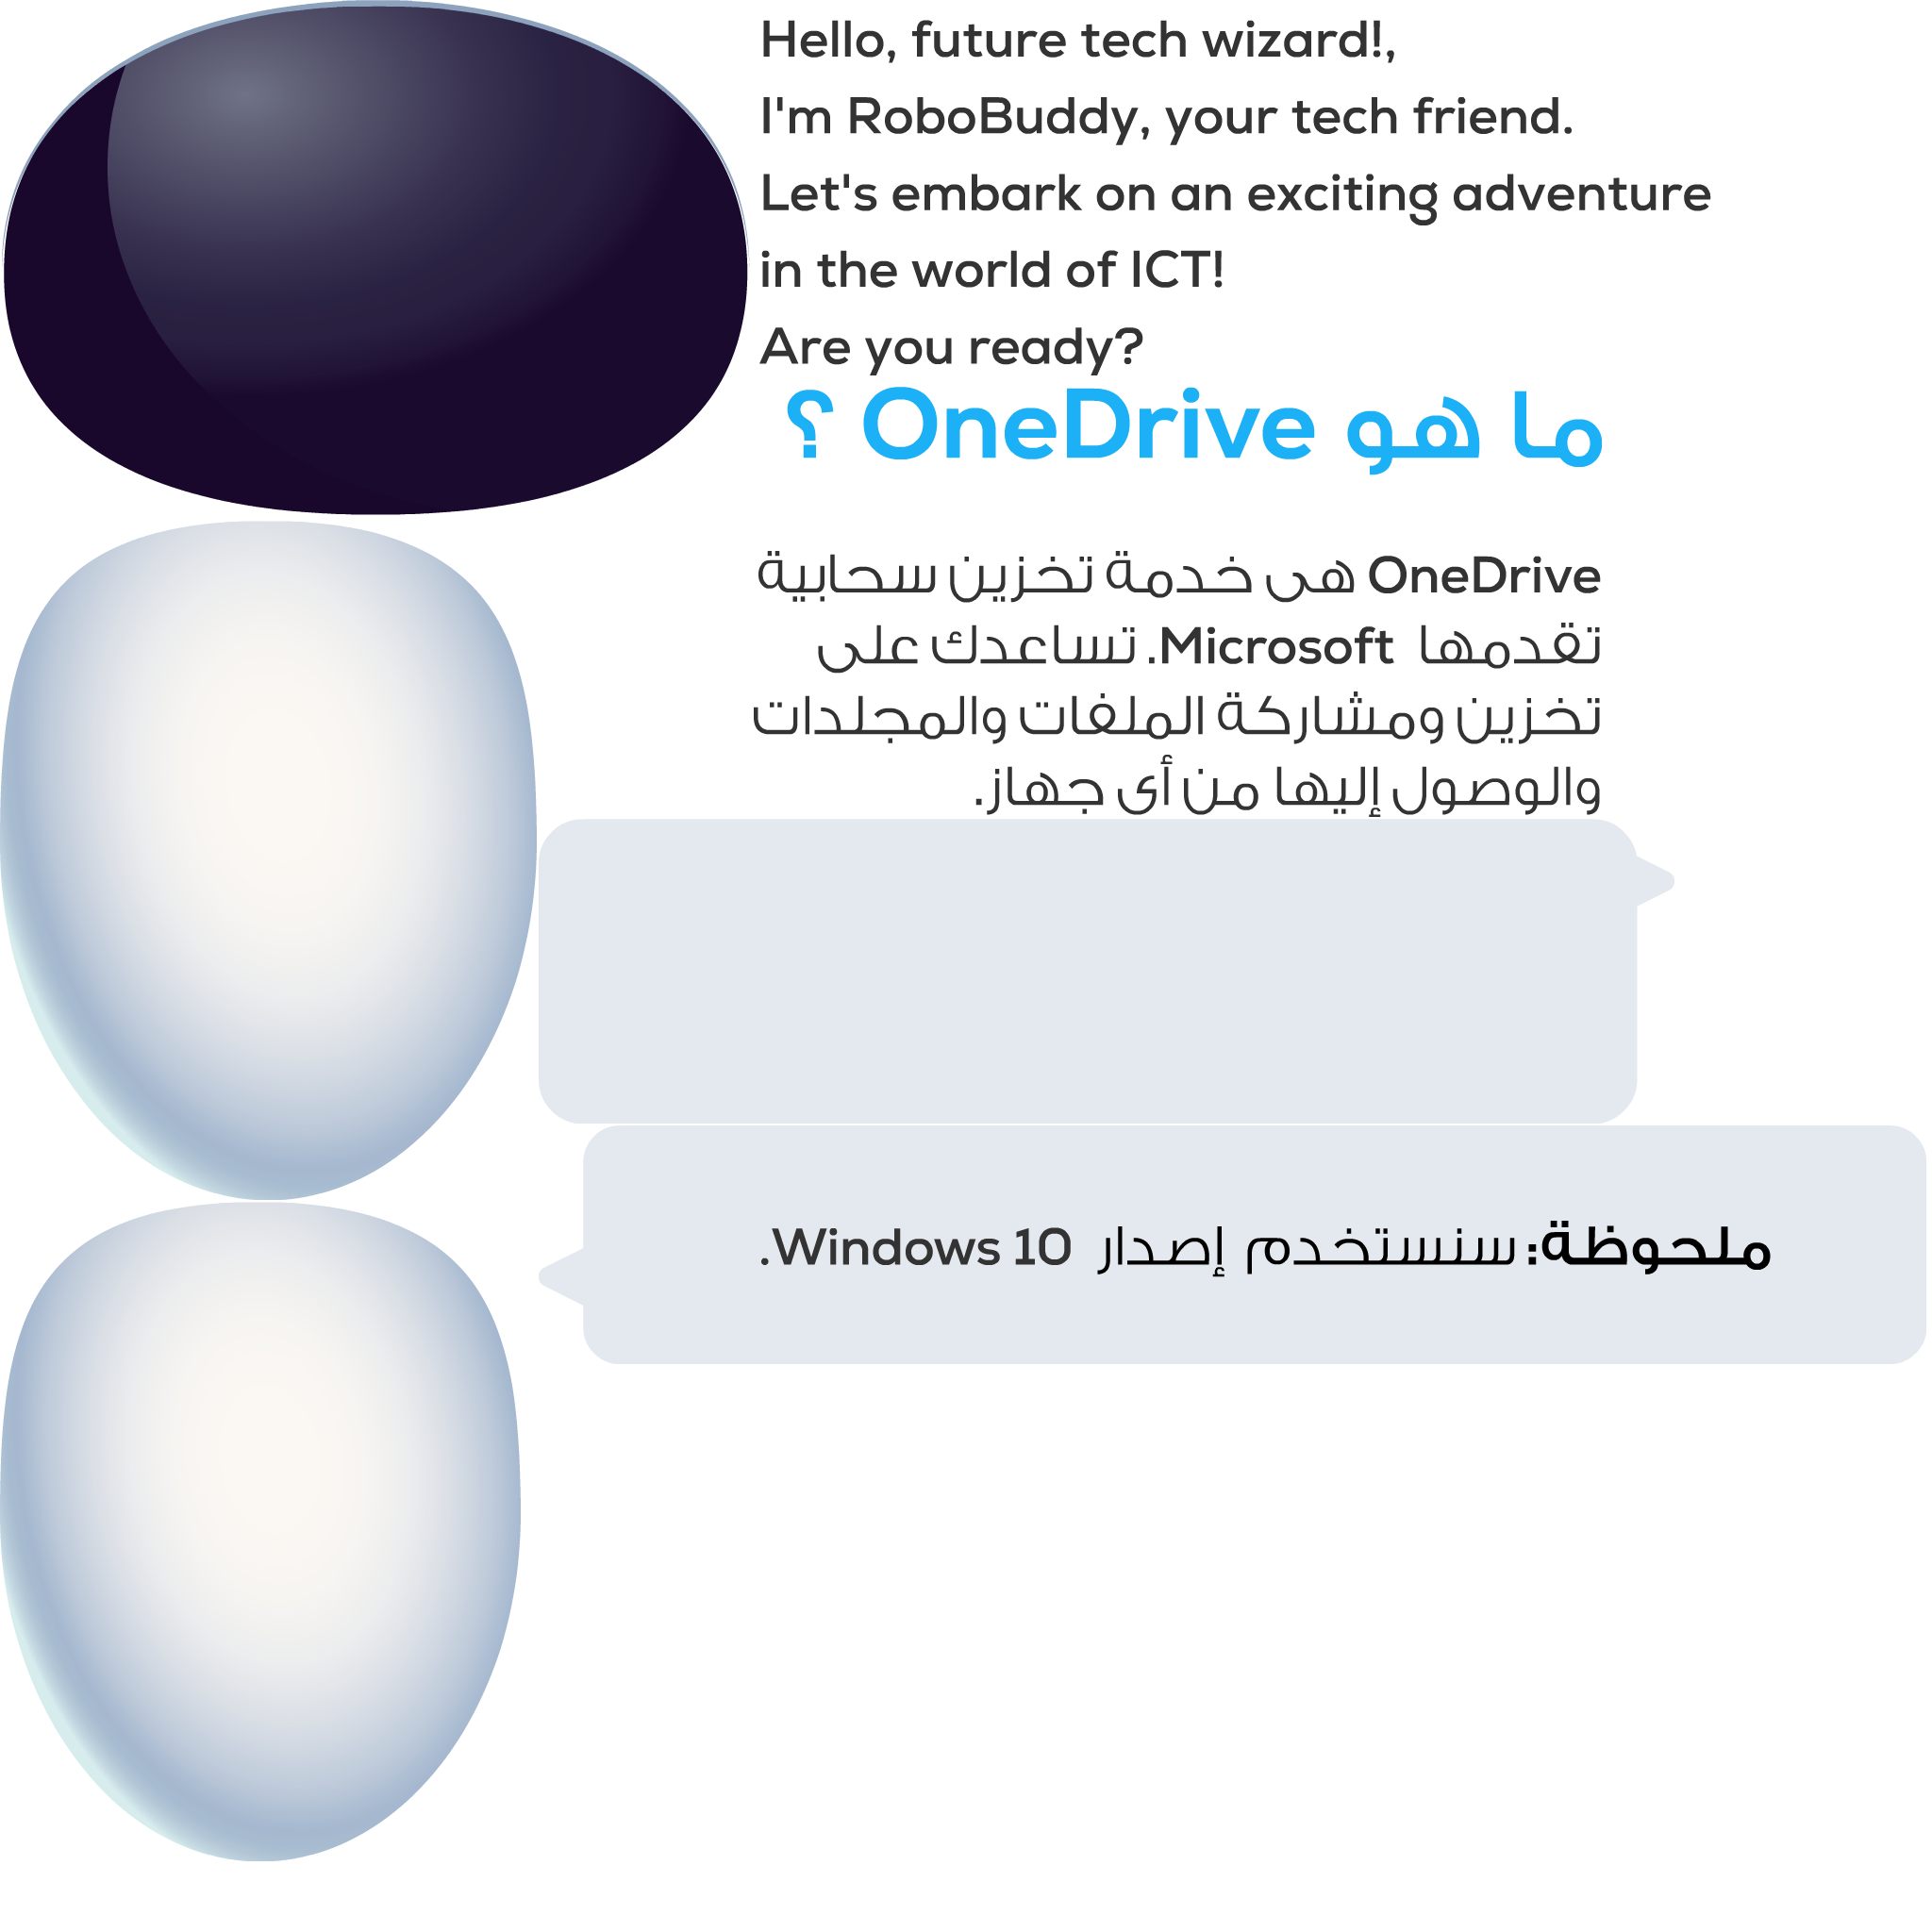 Hello, future tech wizard!,
I'm RoboBuddy, your tech friend.
Let's embark on an exciting adventure
in the world of ICT!
Are you ready?
ما هو OneDrive ؟
OneDrive هى خدمة تخزين سحابية
تقدمها Microsoft. تساعدك على
تخزين ومشاركة الملفات والمجلدات
والوصول إليها من أى جهاز.
ملحوظة: سنستخدم إصدار Windows 10.